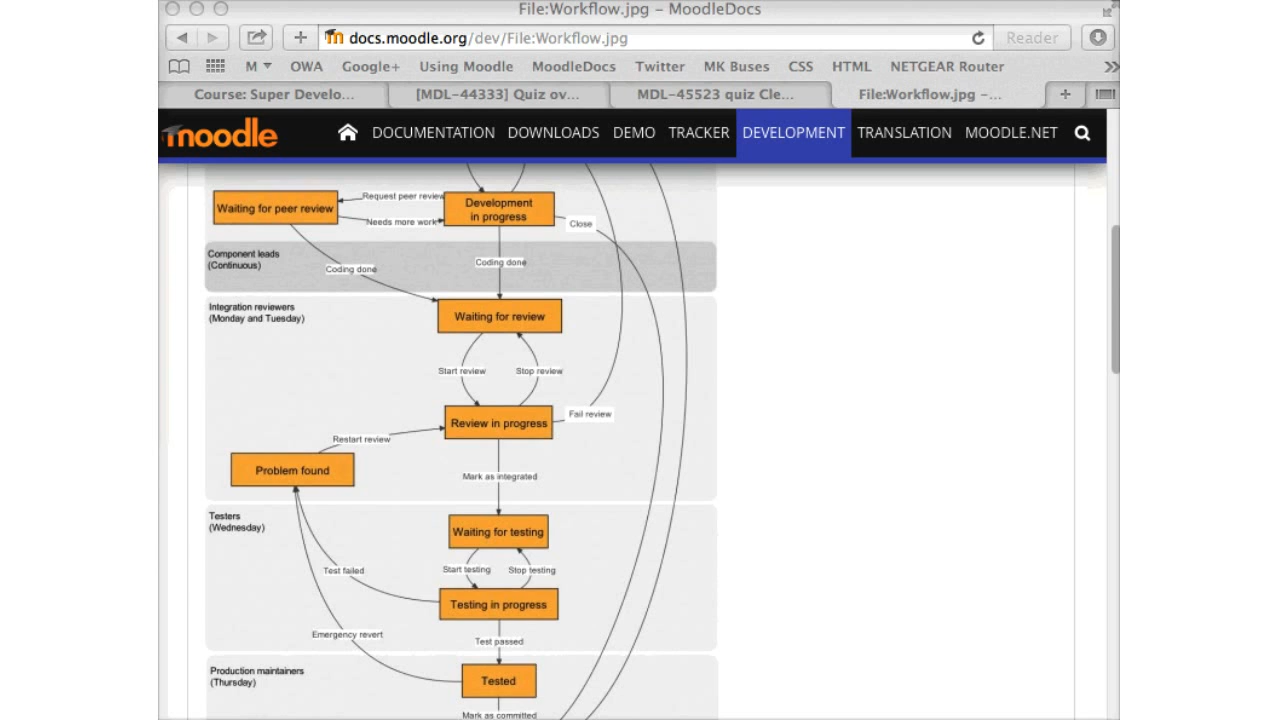 File:Workflow.jpg – MoodleDocs
docs.moodle.org/dev/File:Workflow.jpg
Reader
M
OWA
Google+
Using Moodle
MoodleDocs
Twitter
MK Buses
CSS
HTML
NETGEAR Router
Course: Super Develo...
[MDL-44333] Quiz ov...
MDL-45523 quiz Cle...
File:Workflow.jpg –...
moodle
DOCUMENTATION
DOWNLOADS
DEMO
TRACKER
DEVELOPMENT
TRANSLATION
MOODLE.NET
Waiting for peer review
Request peer review
Needs more work
Development
in progress
Close
Component leads
(Continuous)
Coding done
Coding done
Integration reviewers
(Monday and Tuesday)
Waiting for review
Start review
Stop review
Fail review
Review in progress
Restart review
Problem found
Mark as integrated
Testers
(Wednesday)
Waiting for testing
Start testing
Stop testing
Test failed
Testing in progress
Emergency revert
Test passed
Production maintainers
(Thursday)
Tested
Mark as committed